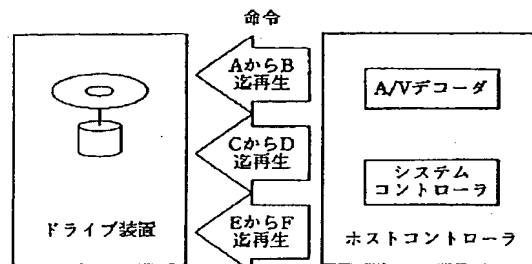 命令
AからB
迄再生
CからD
迄再生
EからF
迄再生
ドライブ装置
A/Vデコーダ
システム
コントローラ
ホストコントローラ